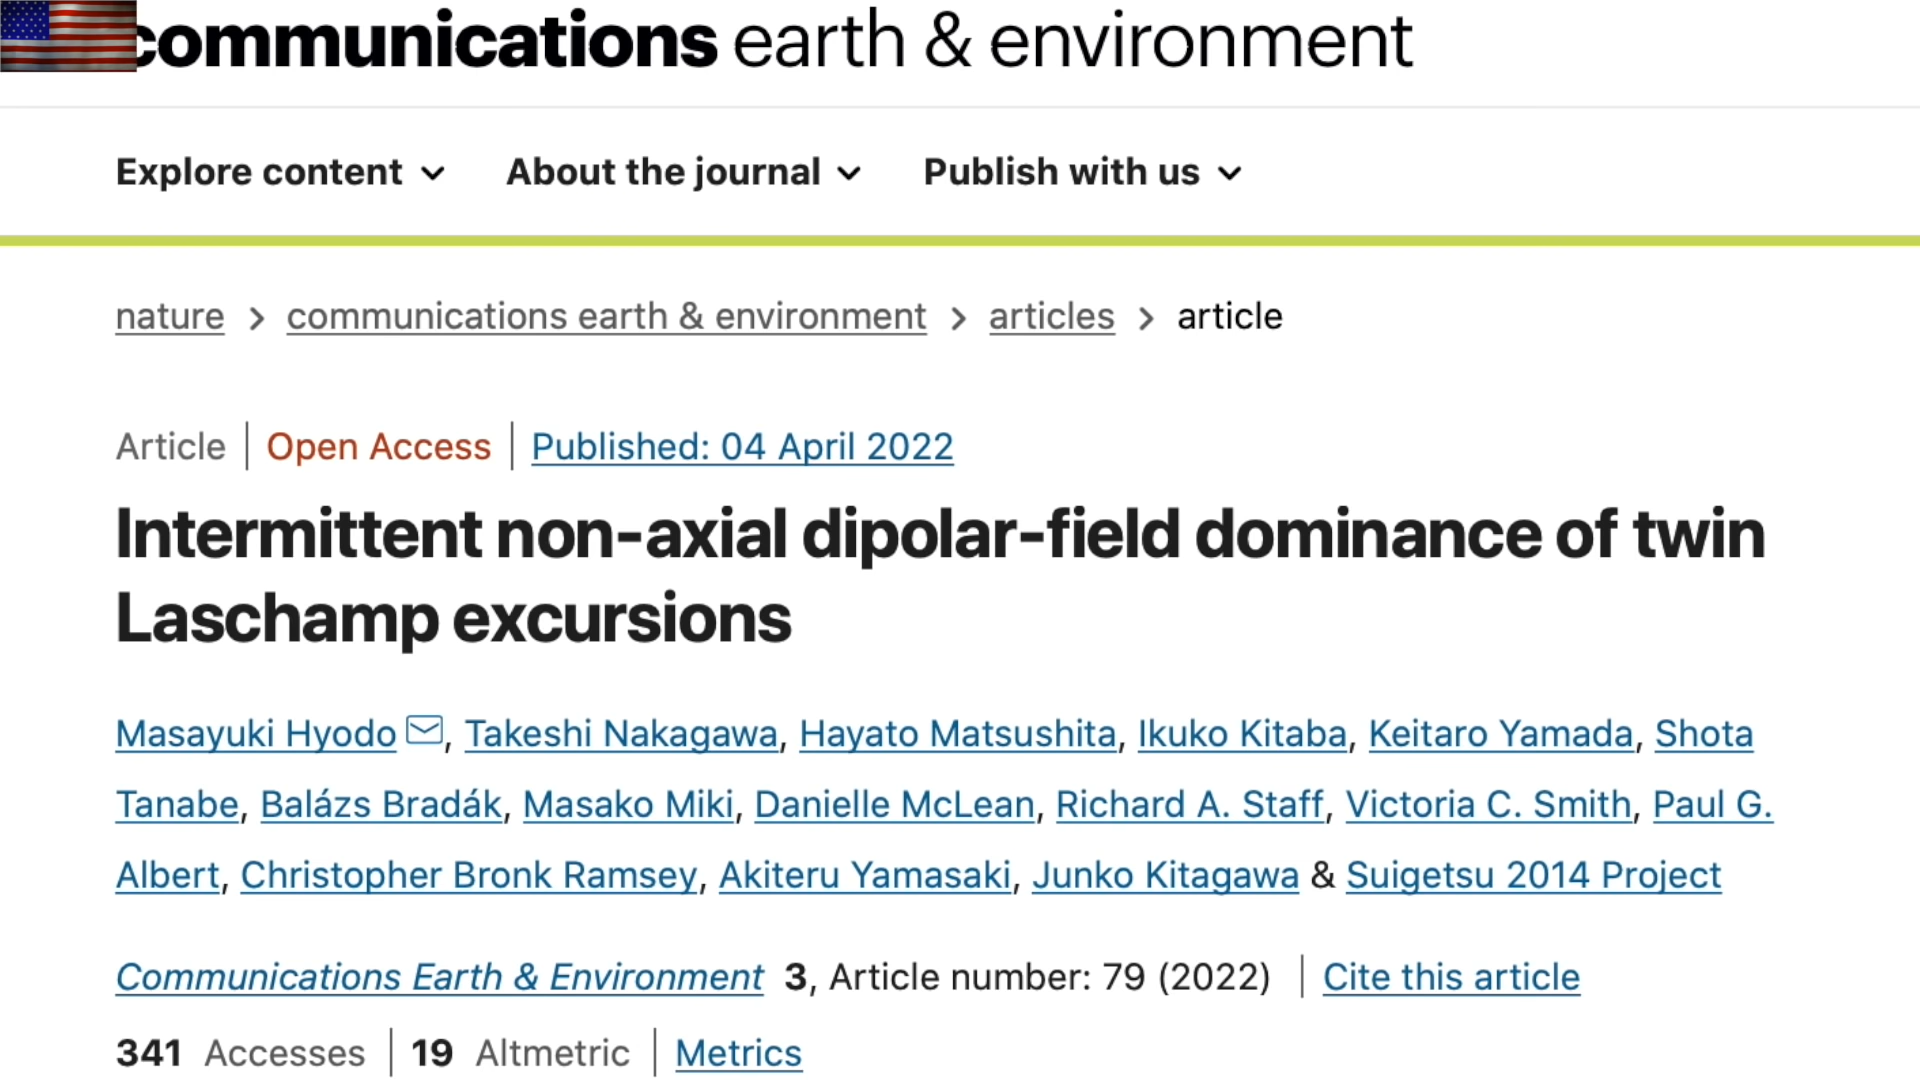 communications earth & environment
Explore content About the journal Publish with us
nature > communications earth & environment > articles > article
Article | Open Access | Published: 04 April 2022
Intermittent non-axial dipolar-field dominance of twin
Laschamp excursions
Masayuki Hyodo, Takeshi Nakagawa, Hayato Matsushita, Ikuko Kitaba, Keitaro Yamada, Shota
Tanabe, Balázs Bradák, Masako Miki, Danielle McLean, Richard A. Staff, Victoria C. Smith, Paul G.
Albert, Christopher Bronk Ramsey, Akiteru Yamasaki, Junko Kitagawa & Suigetsu 2014 Project
Communications Earth & Environment 3, Article number: 79 (2022) | Cite this article
341 Accesses | 19 Altmetric | Metrics